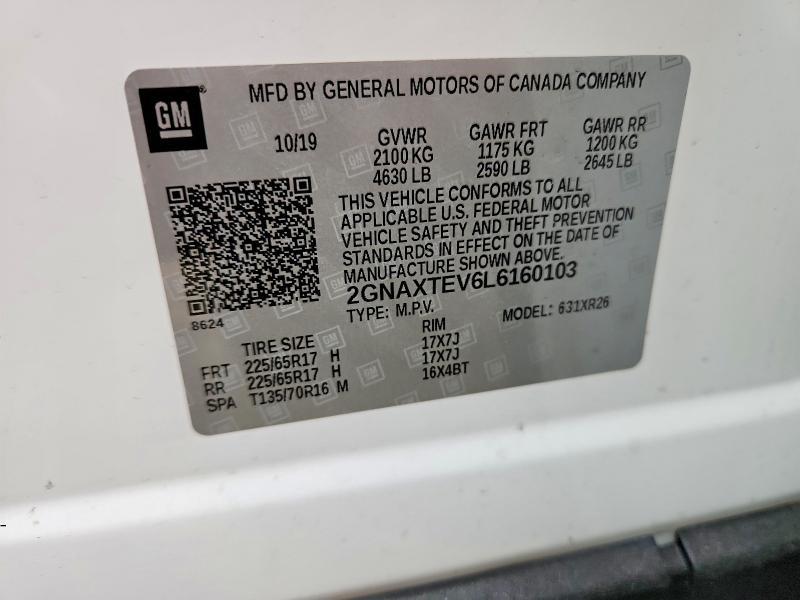 GM®
MFD BY GENERAL MOTORS OF CANADA COMPANY
10/19 GVWR GAWR FRT GAWR RR
2100 KG 1175 KG 1200 KG
4630 LB 2590 LB 2645 LB
THIS VEHICLE CONFORMS TO ALL
APPLICABLE U.S. FEDERAL MOTOR
VEHICLE SAFETY AND THEFT PREVENTION
STANDARDS IN EFFECT ON THE DATE OF
MANUFACTURE SHOWN ABOVE.
2GNAXTEV6L6160103
8624
TYPE: M.P.V. MODEL: 631XR26
TIRE SIZE RIM
FRT 225/65R17 H 17X7J
RR 225/65R17 H 17X7J
SPA T135/70R16 M 16X4BT